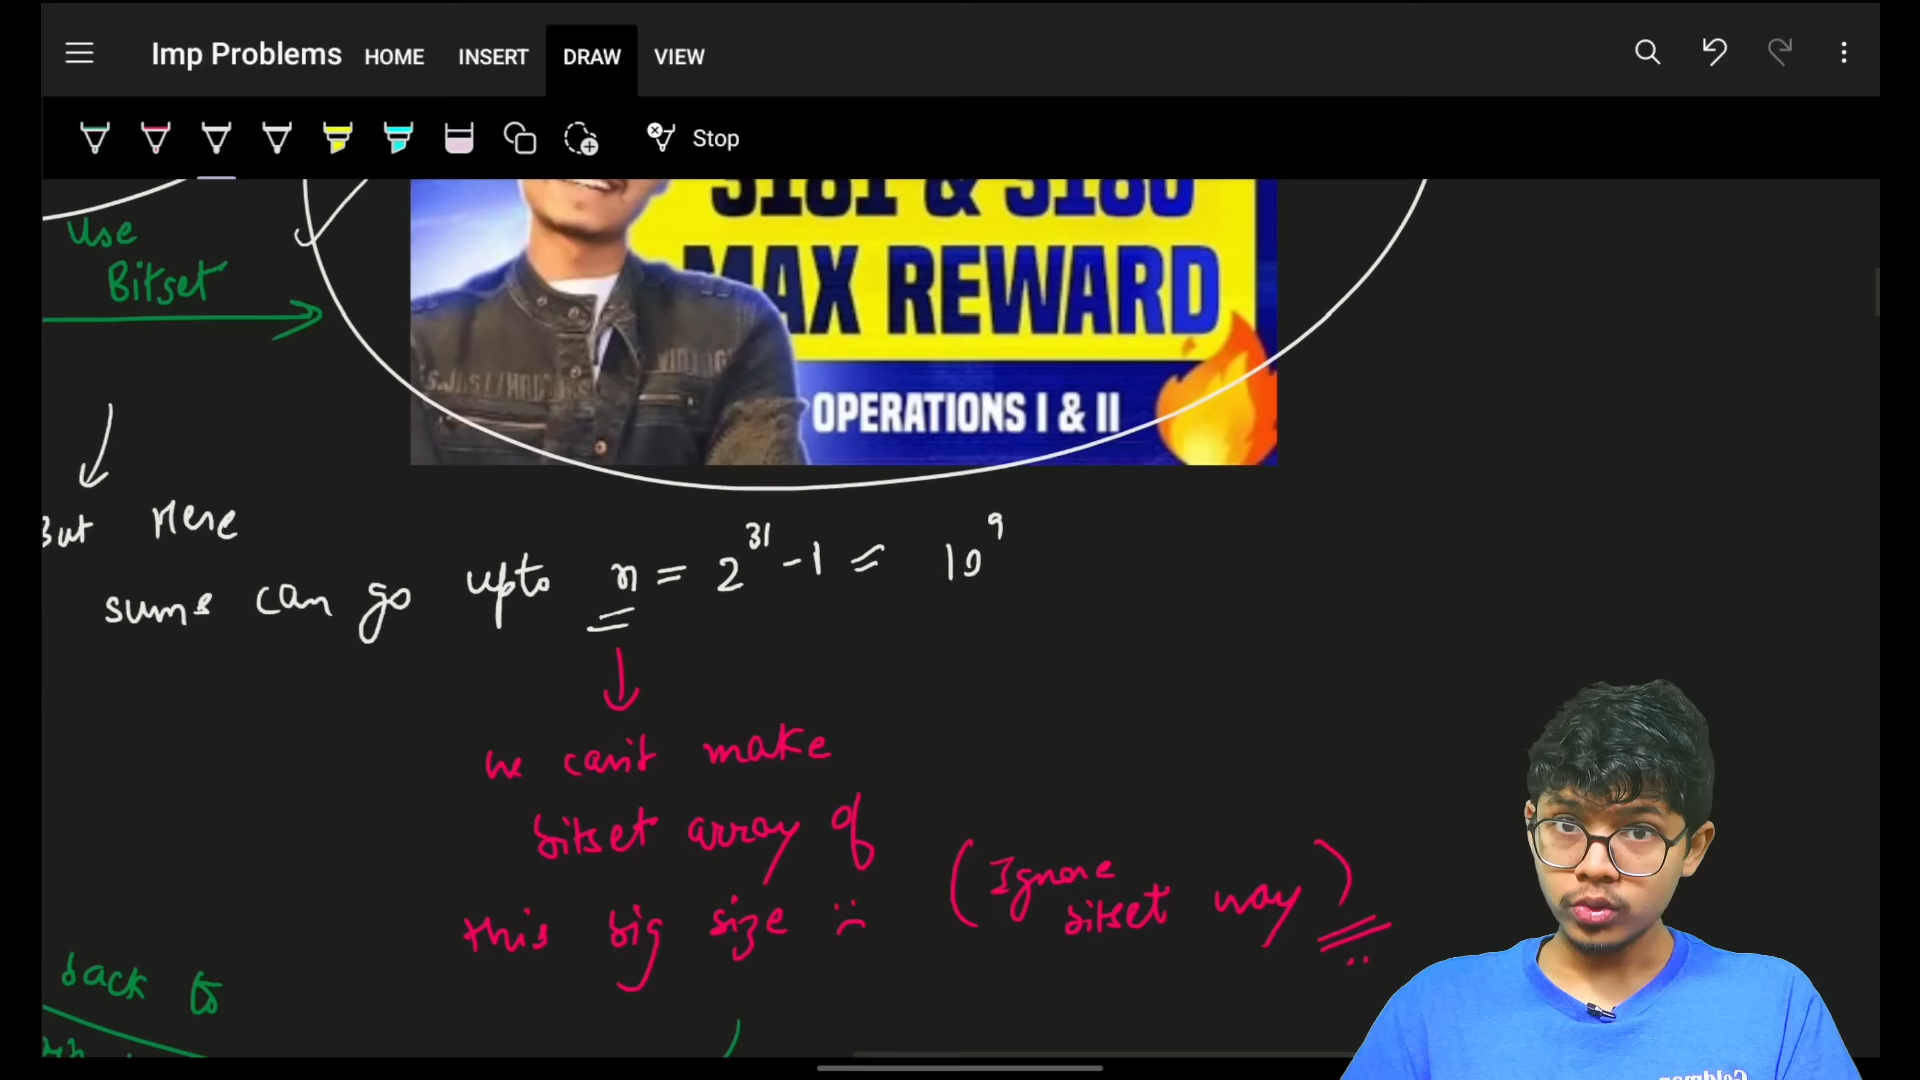 Imp Problems HOME INSERT DRAW VIEW
Stop
3181 & 3180
MAX REWARD
OPERATIONS I & II
Use
Bitset
But Here
sums can go upto n = 2^31 - 1 ≈ 10^9
we can't make
bitset array of
this big size :(
(Ignore
bitset way)
back to